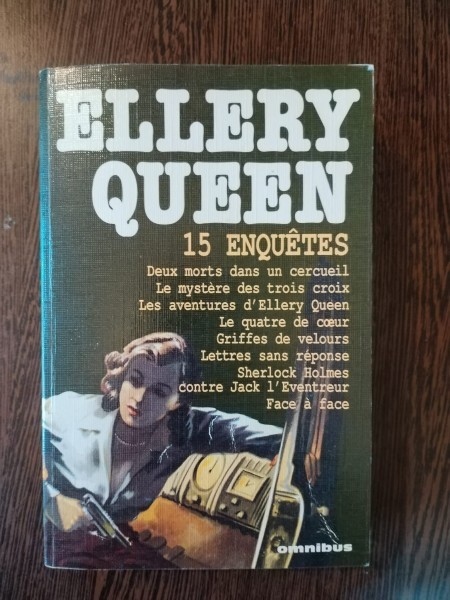 ELLERY
QUEEN
15 ENQUÊTES
Deux morts dans un cercueil
Le mystère des trois croix
Les aventures d'Ellery Queen
Le quatre de cœur
Griffes de velours
Lettres sans réponse
Sherlock Holmes
contre Jack l'Eventreur
Face à face
omnibus